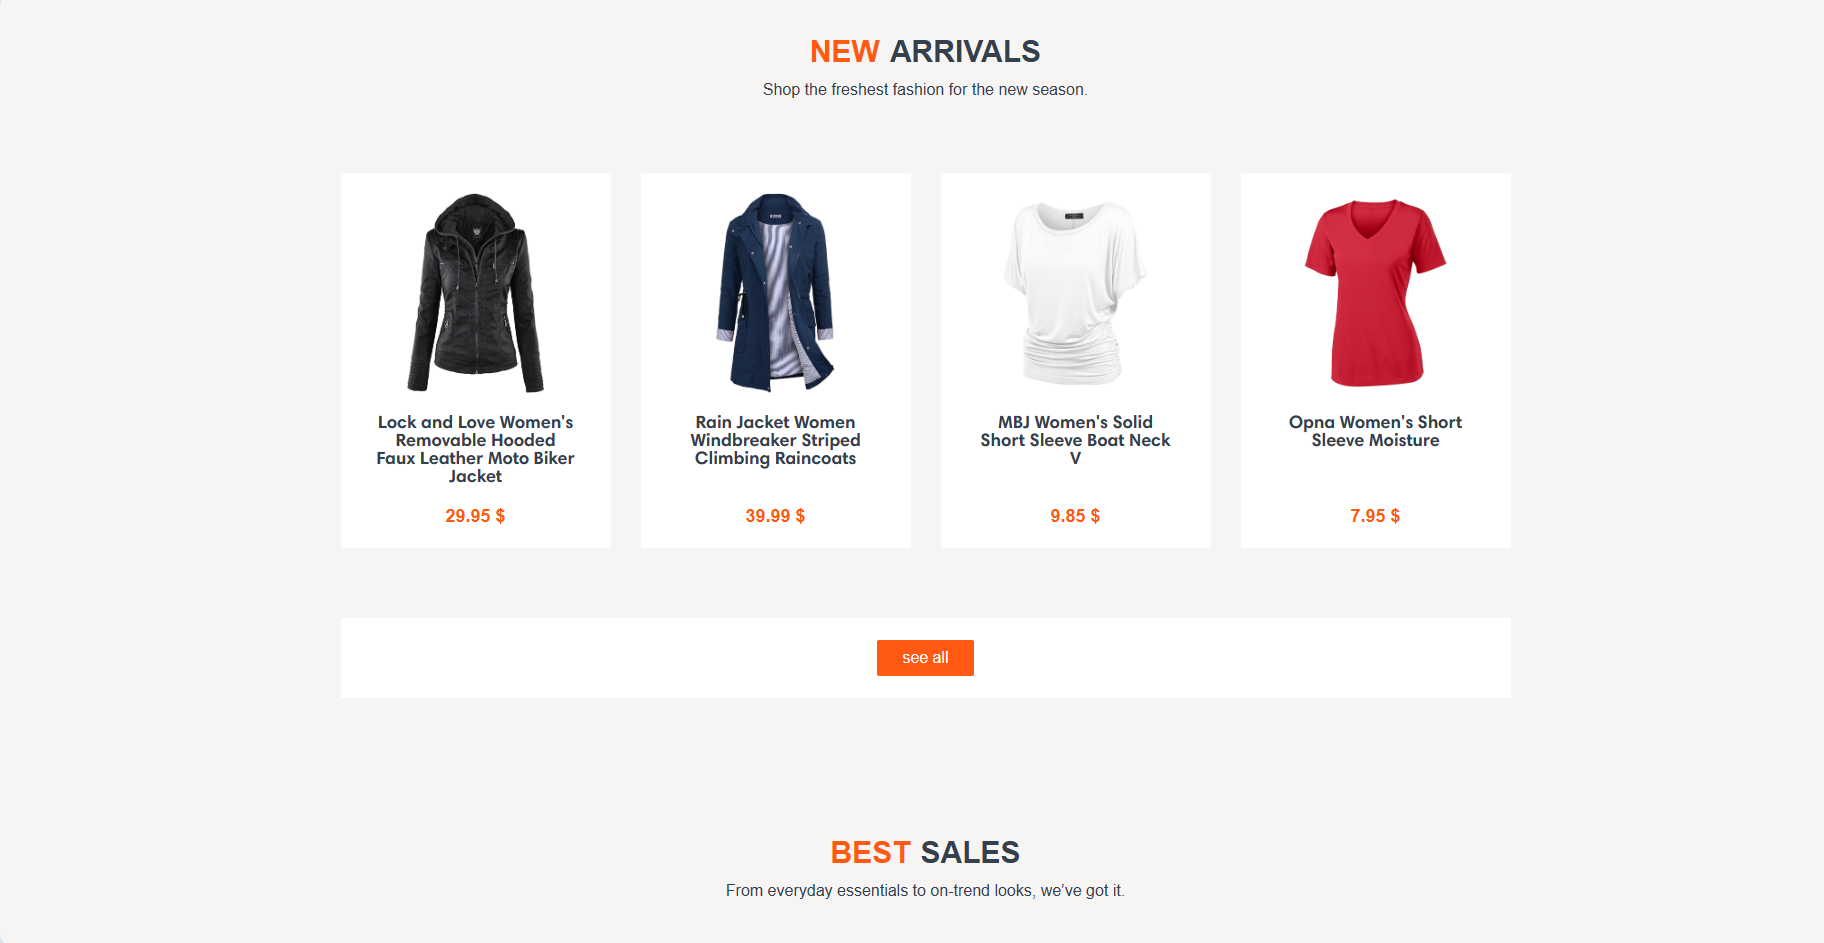 NEW ARRIVALS
Shop the freshest fashion for the new season.
Lock and Love Women's
Removable Hooded
Faux Leather Moto Biker
Jacket
29.95 $
Rain Jacket Women
Windbreaker Striped
Climbing Raincoats
39.99 $
MBJ Women's Solid
Short Sleeve Boat Neck
V
9.85 $
Opna Women's Short
Sleeve Moisture
7.95 $
see all
BEST SALES
From everyday essentials to on-trend looks, we’ve got it.